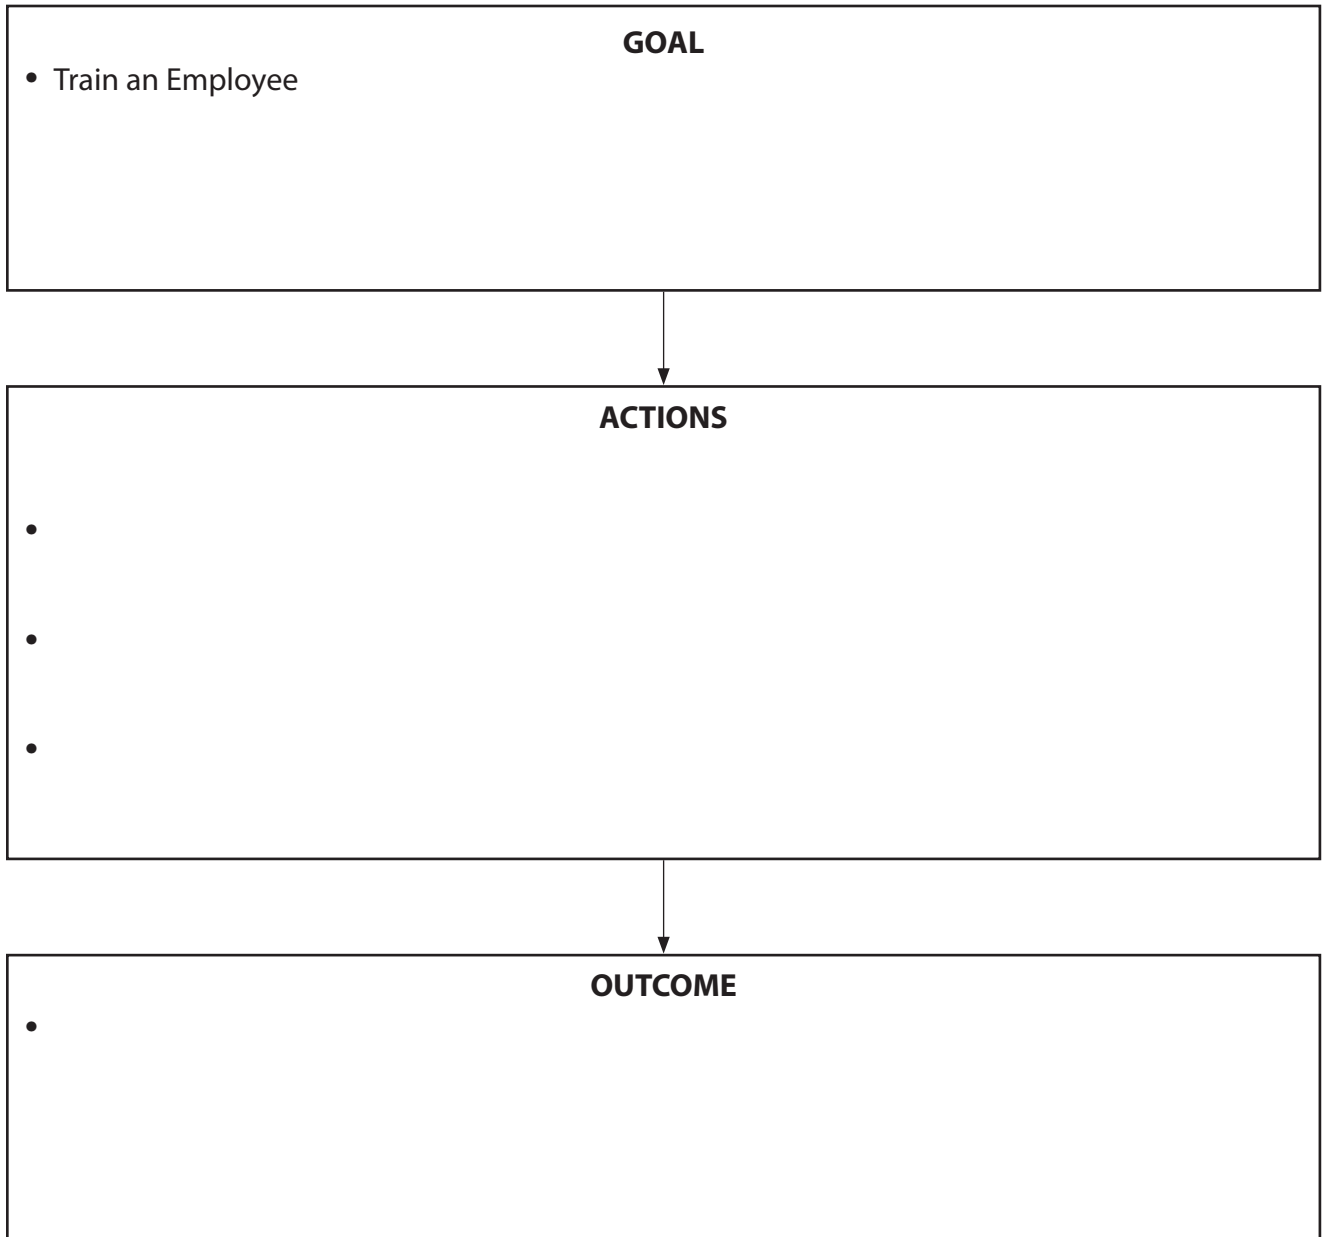 GOAL
• Train an Employee
ACTIONS
•
•
•
OUTCOME
•